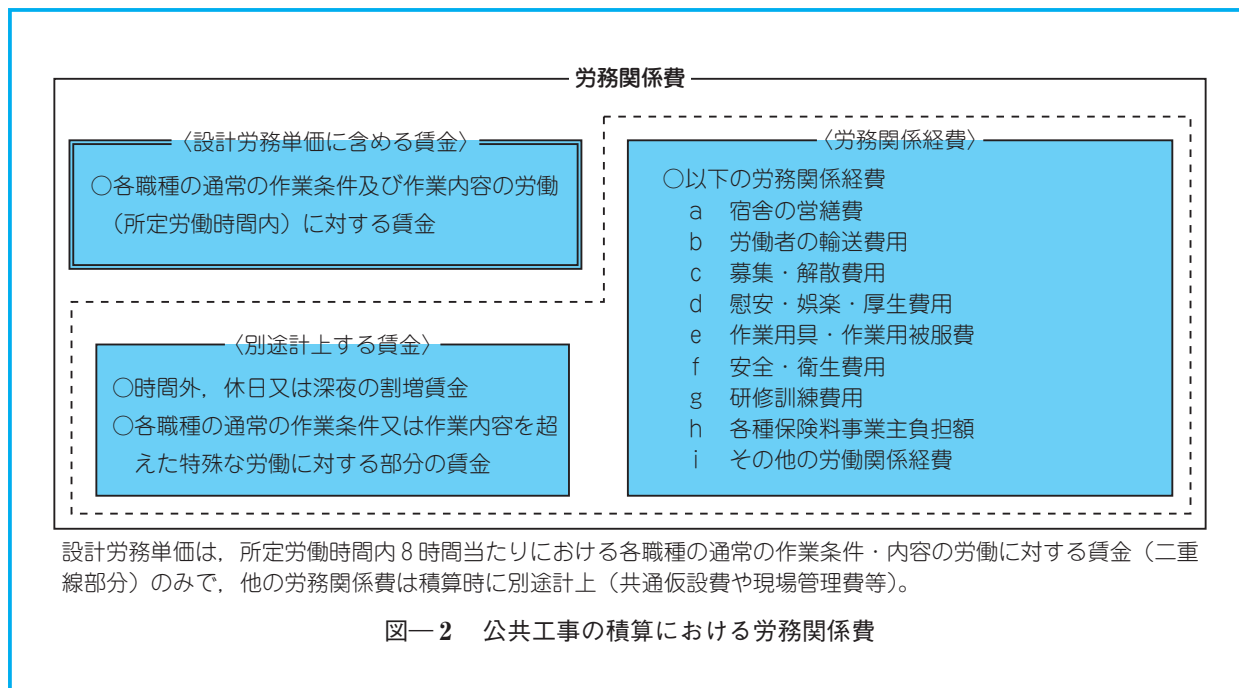 労務関係費
〈設計労務単価に含める賃金〉
○各職種の通常の作業条件及び作業内容の労働
（所定労働時間内）に対する賃金
〈別途計上する賃金〉
○時間外，休日又は深夜の割増賃金
○各職種の通常の作業条件又は作業内容を超
えた特殊な労働に対する部分の賃金
〈労務関係経費〉
○以下の労務関係経費
a 宿舎の営繕費
b 労働者の輸送費用
c 募集・解散費用
d 慰安・娯楽・厚生費用
e 作業用具・作業用被服費
f 安全・衛生費用
g 研修訓練費用
h 各種保険料事業主負担額
i その他の労働関係経費
設計労務単価は，所定労働時間内８時間当たりにおける各職種の通常の作業条件・内容の労働に対する賃金（二重
線部分）のみで，他の労務関係費は積算時に別途計上（共通仮設費や現場管理費等）。
図―2 公共工事の積算における労務関係費